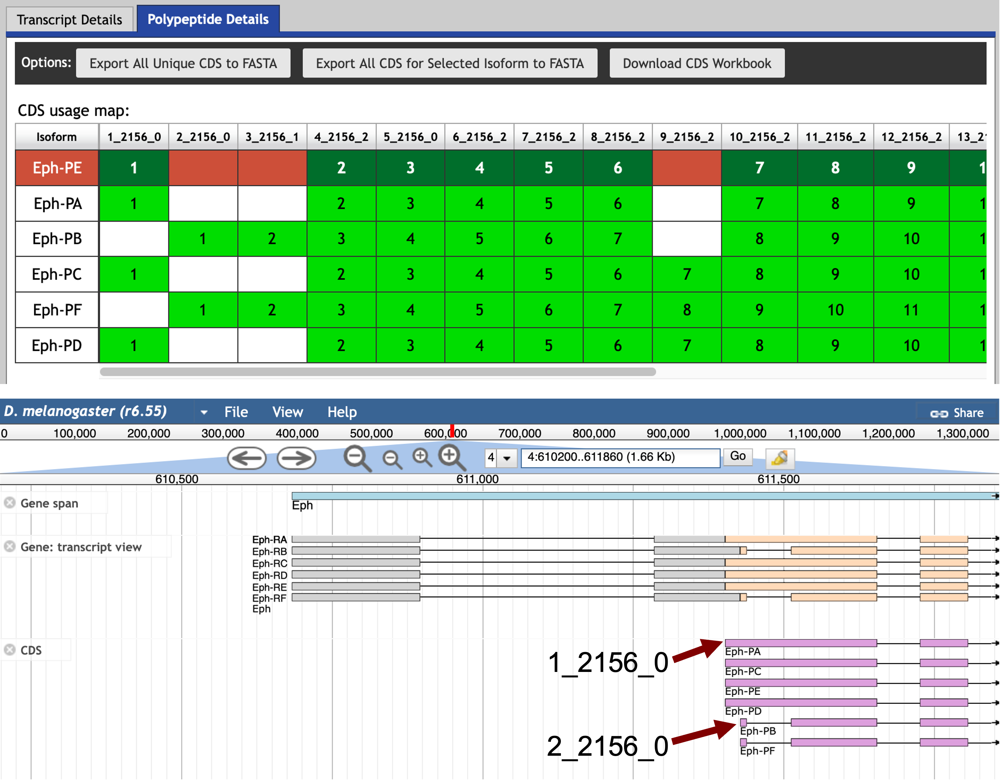 Transcript Details Polypeptide Details
Options: Export All Unique CDS to FASTA Export All CDS for Selected Isoform to FASTA Download CDS Workbook
CDS usage map:
Isoform 1_2156_0 2_2156_0 3_2156_1 4_2156_2 5_2156_0 6_2156_2 7_2156_2 8_2156_2 9_2156_2 10_2156_2 11_2156_2 12_2156_2 13_21
Eph-PE 1 2 3 4 5 6 7 8 9 1
Eph-PA 1 2 3 4 5 6 7 8 9 1
Eph-PB 1 2 3 4 5 6 7 8 9 10 1
Eph-PC 1 2 3 4 5 6 7 8 9 10 1
Eph-PF 1 2 3 4 5 6 7 8 9 10 11 1
Eph-PD 1 2 3 4 5 6 7 8 9 10 1
D. melanogaster (r6.55) File View Help Share
0 100,000 200,000 300,000 400,000 500,000 600,000 700,000 800,000 900,000 1,000,000 1,100,000 1,200,000 1,300,000
4 4:610200..611860 (1.66 Kb) Go
610,500 611,000 611,500
Gene span
Eph
Gene: transcript view
Eph-RA
Eph-RB
Eph-RC
Eph-RD
Eph-RE
Eph-RF
Eph
CDS
1_2156_0
Eph-PA
Eph-PC
Eph-PE
Eph-PD
2_2156_0
Eph-PB
Eph-PF